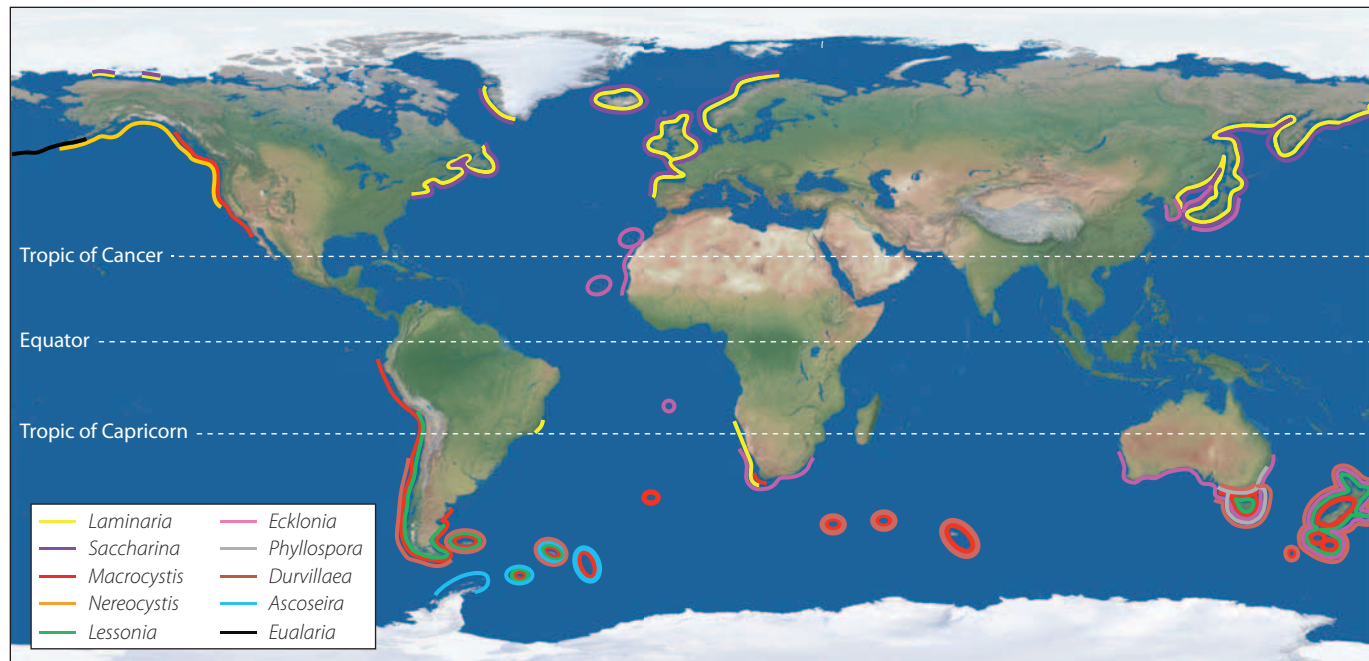 Tropic of Cancer
Equator
Tropic of Capricorn
Laminaria
Saccharina
Macrocystis
Nereocystis
Lessonia
Ecklonia
Phyllospora
Durvillaea
Ascoseira
Eualaria